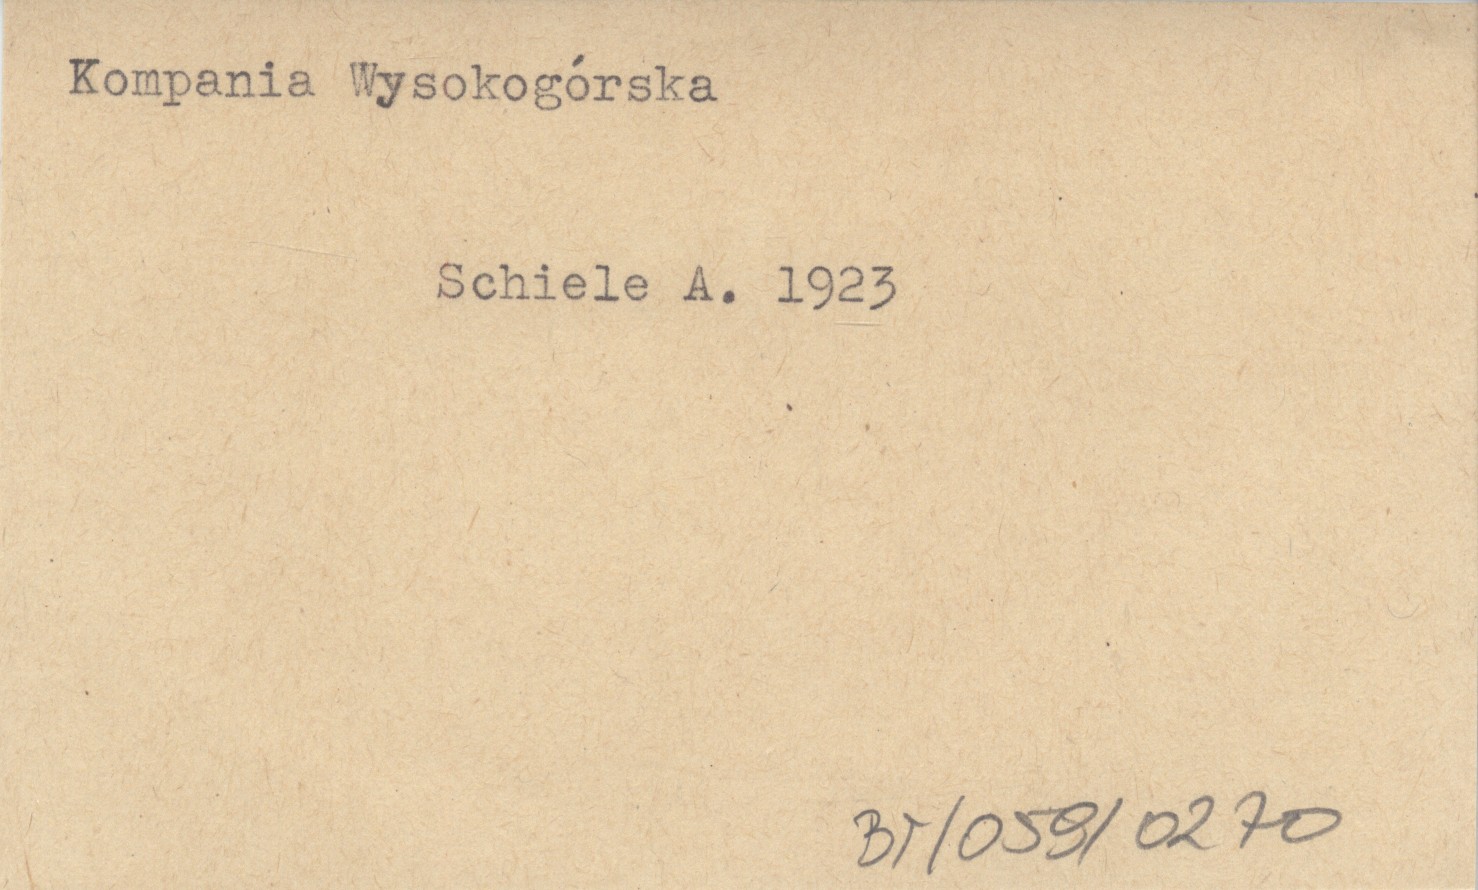 Kompania Wysokogórska
Schiele A. 1923
BT/059/0270